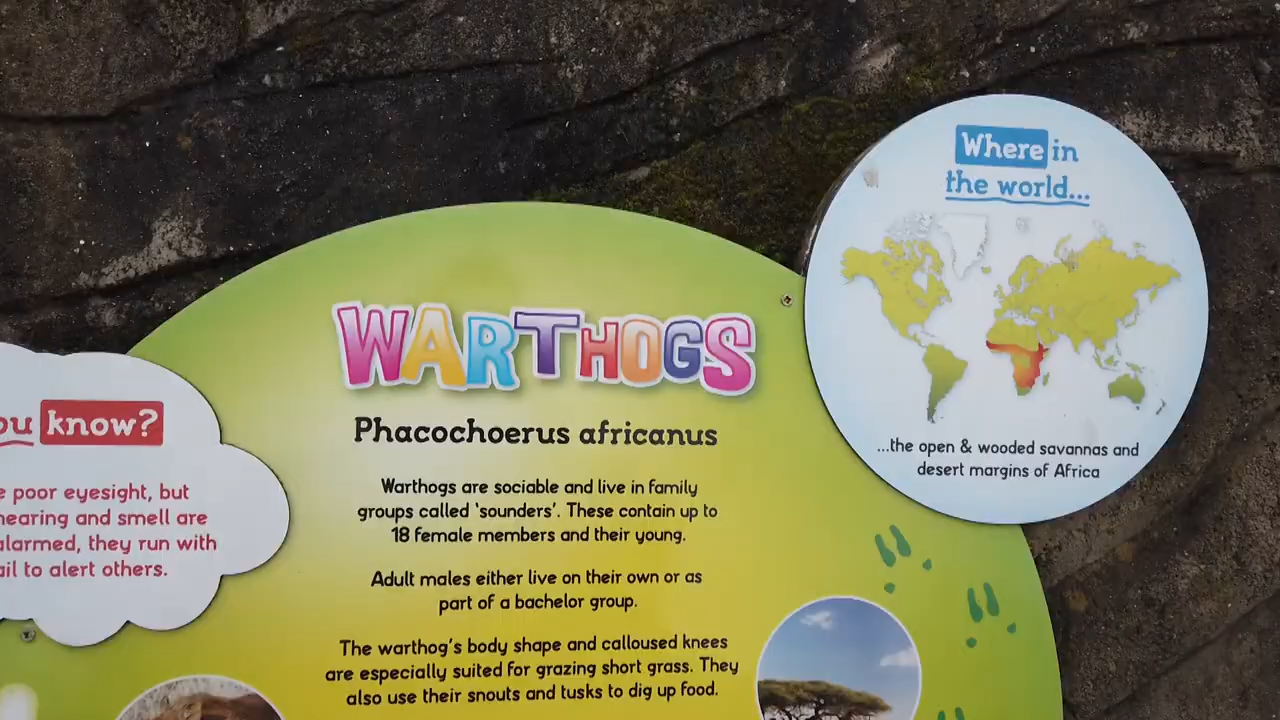 Where in
the world...
...the open & wooded savannas and
desert margins of Africa
WARTHOGS
Phacochoerus africanus
Warthogs are sociable and live in family
groups called 'sounders'. These contain up to
18 female members and their young.
Adult males either live on their own or as
part of a bachelor group.
The warthog's body shape and calloused knees
are especially suited for grazing short grass. They
also use their snouts and tusks to dig up food.
know?
poor eyesight, but
hearing and smell are
alarmed, they run with
to alert others.